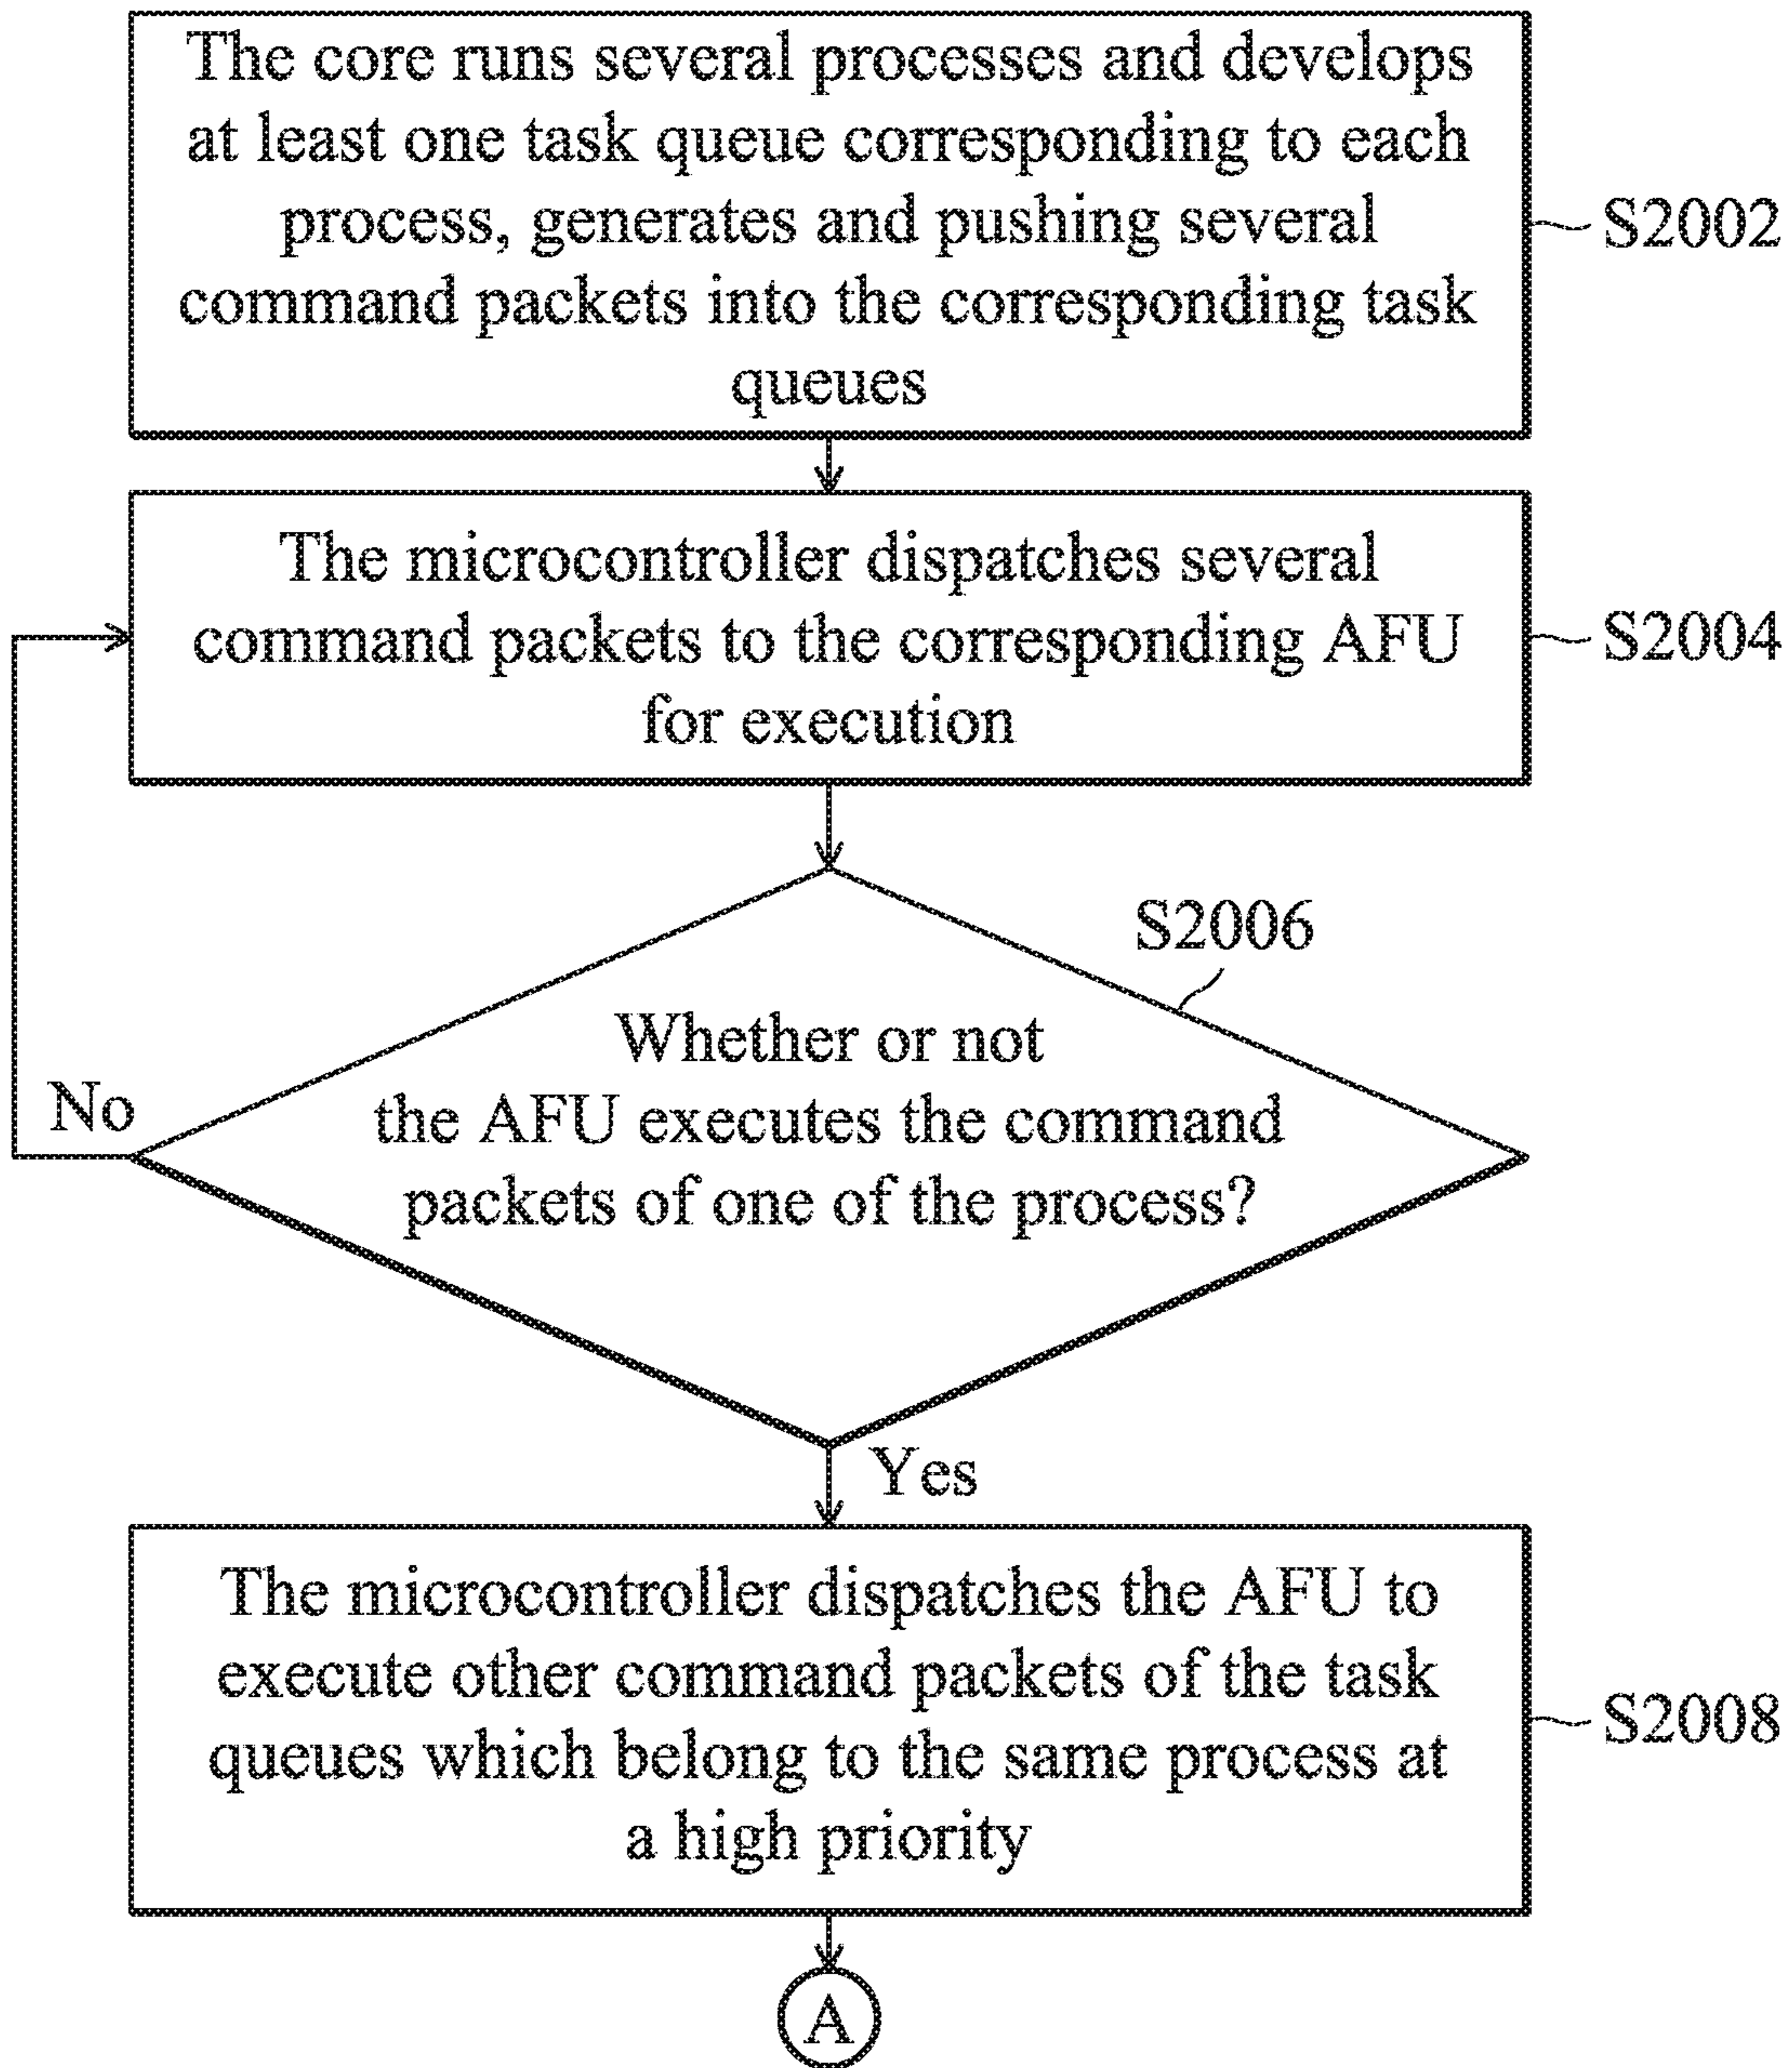 The core runs several processes and develops
at least one task queue corresponding to each
process, generates and pushing several
command packets into the corresponding task
queues
S2002
The microcontroller dispatches several
command packets to the corresponding AFU
for execution
S2004
S2006
Whether or not
the AFU executes the command
packets of one of the process?
No
Yes
The microcontroller dispatches the AFU to
execute other command packets of the task
queues which belong to the same process at
a high priority
S2008
A